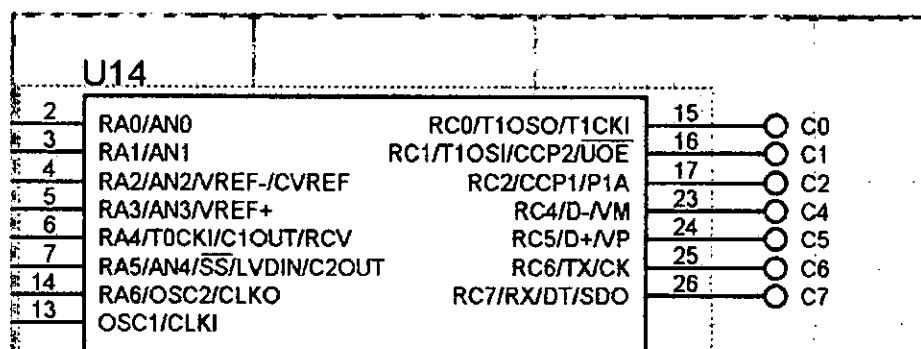 U14
2 RA0/AN0 RC0/T1OSO/T1CKI 15 C0
3 RA1/AN1 RC1/T1OSI/CCP2/UOE 16 C1
4 RA2/AN2/VREF-/CVREF RC2/CCP1/P1A 17 C2
5 RA3/AN3/VREF+ RC4/D-/VM 23 C4
6 RA4/T0CKI/C1OUT/RCV RC5/D+/VP 24 C5
7 RA5/AN4/SS/LVDIN/C2OUT RC6/TX/CK 25 C6
14 RA6/OSC2/CLKO RC7/RX/DT/SDO 26 C7
13 OSC1/CLKI